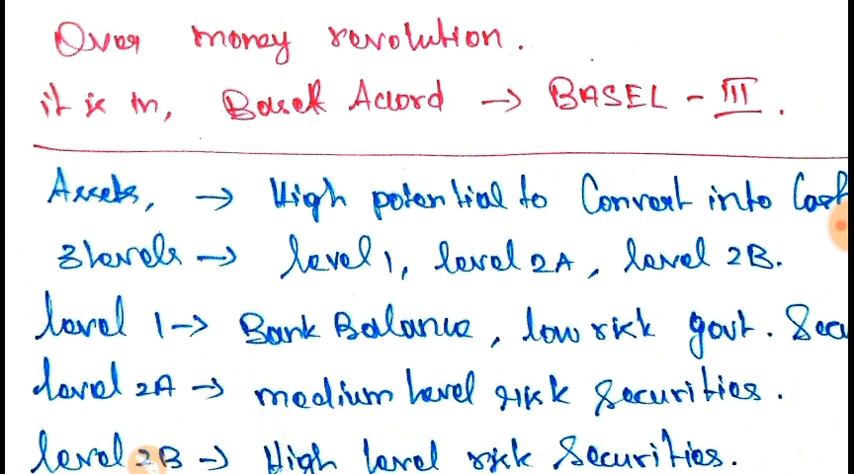 Over money revolution.
it is in, Basel Accord → BASEL - III.
Assets, → High potential to Convert into Cash
3 levels → level 1, level 2A, level 2B.
level 1 → Bank Balance, low risk govt. Sec
level 2A → medium level risk Securities.
level 2B → High level risk Securities.